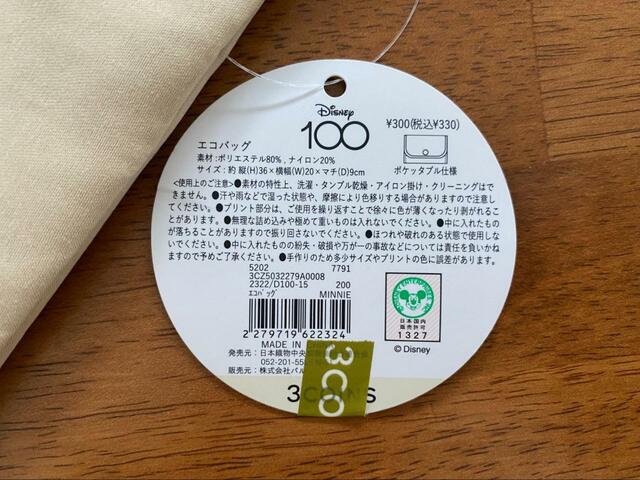 Disney
100
¥300(税込¥330)
エコバッグ
素材:ポリエステル80%,ナイロン20%
サイズ:約 縦(H)36×横幅(W)20×マチ(D)9cm
ポケッタブル仕様
<使用上のご注意>●素材の特性上、洗濯・タンブル乾燥・アイロン掛け・クリーニングはで
きません。●汗や雨などで湿った状態や、摩擦により色移りする場合がありますので注意し
てください。●プリント部分は、ご使用を繰り返すことで徐々に色が薄くなったり剥がれるこ
とがあります。●無理な詰め込みや極めて重いものは入れないでください。●中に入れたもの
が落ちることがありますので振り回さないでください。●ほつれや破れのある状態で使用しな
いでください。●中に入れたものの紛失・破損や万が一の事故などについては責任を負いかね
ますので予めご了承ください。●手作りのため多少サイズやプリントの色に誤差があります。
5202 7791
3CZ5032279A0008
2322/D100-15 200
エコバッグ MINNIE
2 279719 622324
日本国内
販売許可
1327
© Disney
MADE IN
発売元: 日本織物中央
052-201-55
販売元: 株式会社パル
3COINS
3CO